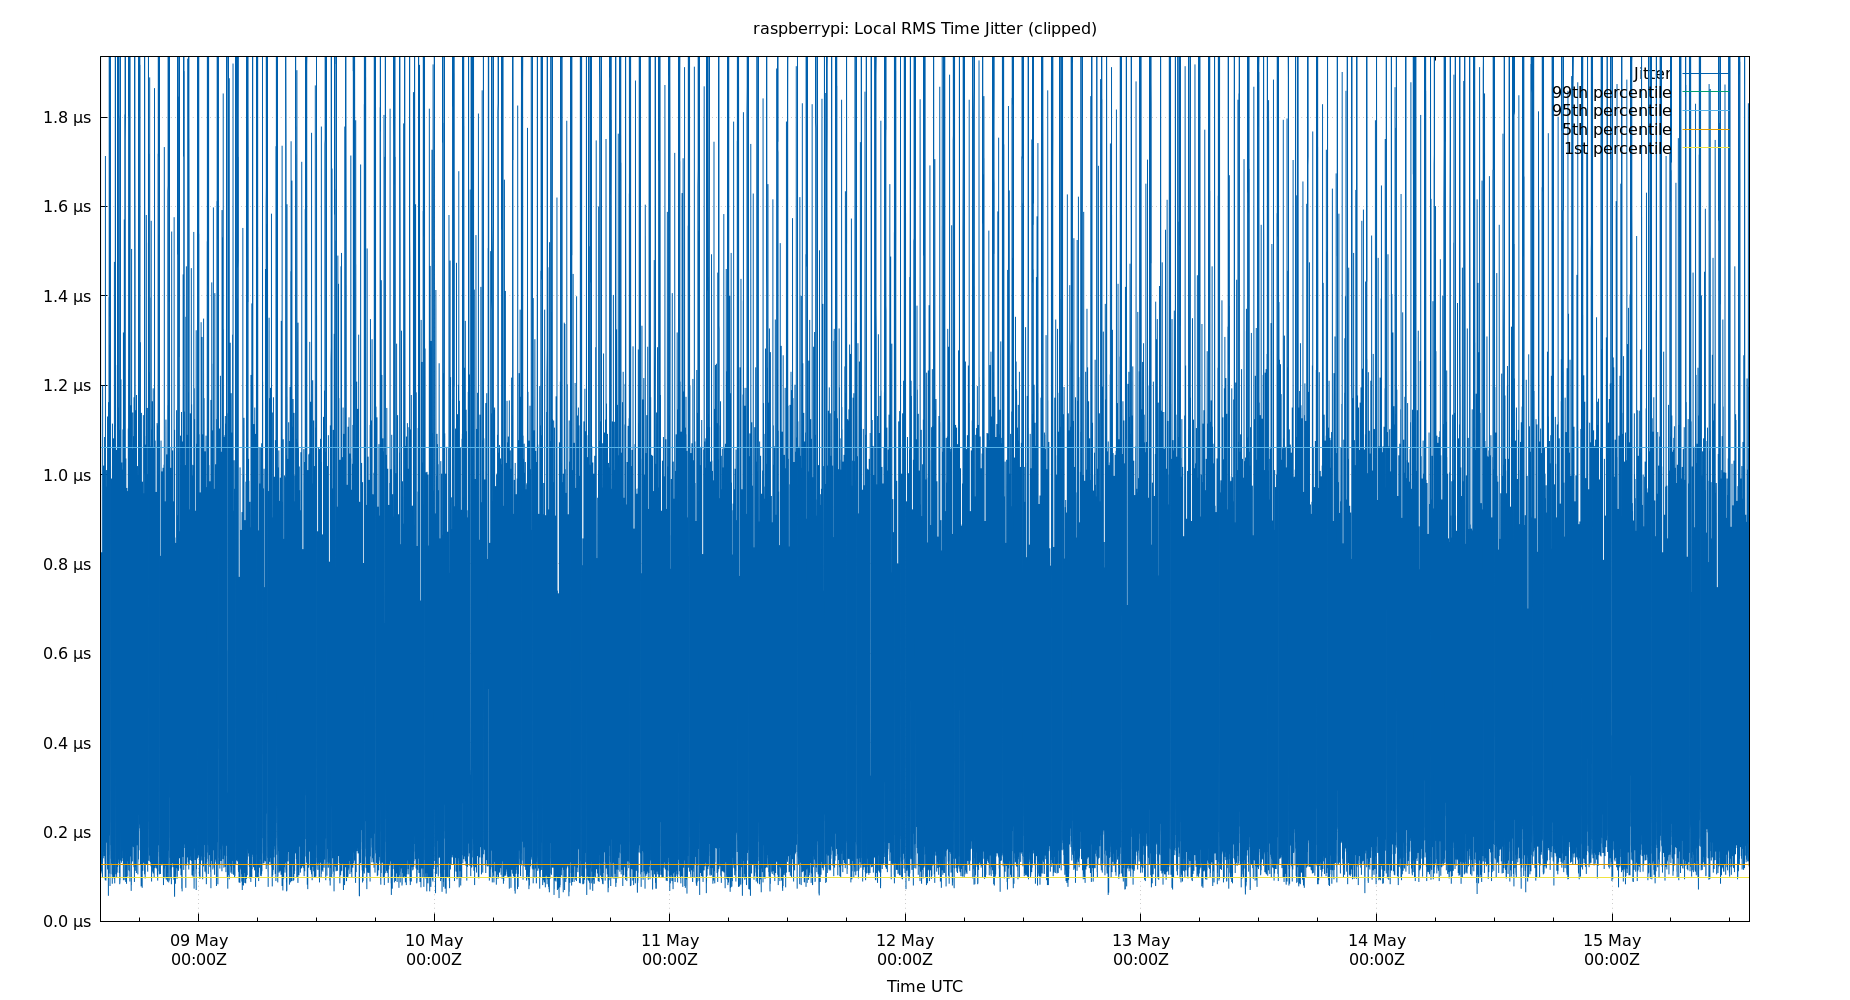 raspberrypi: Local RMS Time Jitter (clipped)
Jitter
99th percentile
95th percentile
5th percentile
1st percentile
1.8 µs
1.6 µs
1.4 µs
1.2 µs
1.0 µs
0.8 µs
0.6 µs
0.4 µs
0.2 µs
0.0 µs
09 May 10 May 11 May 12 May 13 May 14 May 15 May
00:00Z 00:00Z 00:00Z 00:00Z 00:00Z 00:00Z 00:00Z
Time UTC